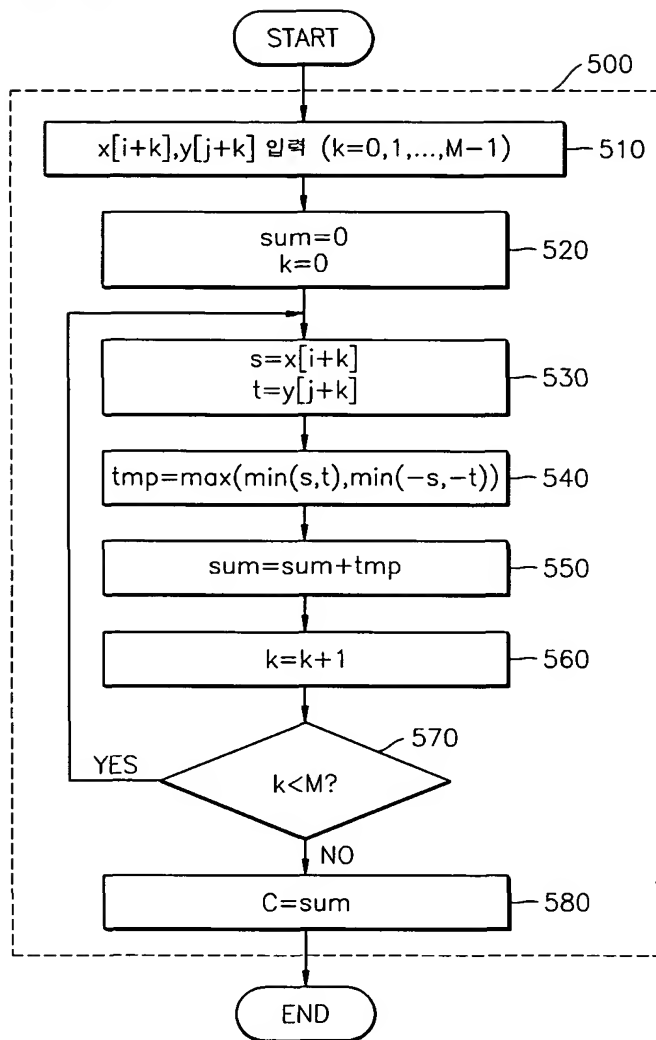 START
500
x[i+k],y[j+k] 입력 (k=0,1,...,M-1)
510
sum=0
k=0
520
s=x[i+k]
t=y[j+k]
530
tmp=max(min(s,t),min(-s,-t))
540
sum=sum+tmp
550
k=k+1
560
570
YES
k<M?
NO
C=sum
580
END